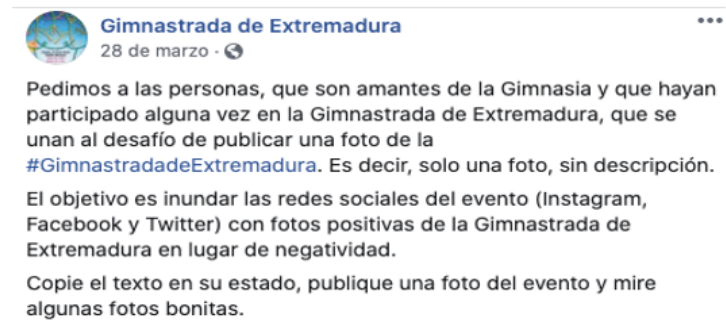 Gimnastrada de Extremadura
28 de marzo ·
Pedimos a las personas, que son amantes de la Gimnasia y que hayan
participado alguna vez en la Gimnastrada de Extremadura, que se
unan al desafío de publicar una foto de la
#GimnastradadeExtremadura. Es decir, solo una foto, sin descripción.
El objetivo es inundar las redes sociales del evento (Instagram,
Facebook y Twitter) con fotos positivas de la Gimnastrada de
Extremadura en lugar de negatividad.
Copie el texto en su estado, publique una foto del evento y mire
algunas fotos bonitas.